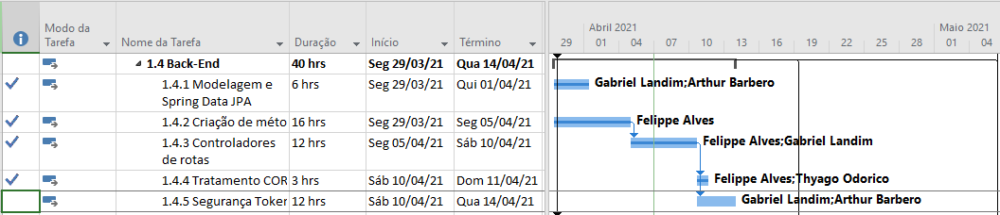 Modo da Tarefa Nome da Tarefa Duração Início Término
Abril 2021 Maio 2021
29 04 07 10 13 16 19 22 25 28 01 04
1.4 Back-End 40 hrs Seg 29/03/21 Qua 14/04/21
1.4.1 Modelagem e 6 hrs Seg 29/03/21 Qui 01/04/21 Gabriel Landim;Arthur Barbero
Spring Data JPA
1.4.2 Criação de méto 16 hrs Seg 29/03/21 Seg 05/04/21 Felippe Alves
1.4.3 Controladores 12 hrs Seg 05/04/21 Sáb 10/04/21 Felippe Alves;Gabriel Landim
de rotas
1.4.4 Tratamento COR 3 hrs Sáb 10/04/21 Dom 11/04/21 Felippe Alves;Thyago Odorico
1.4.5 Segurança Token 12 hrs Sáb 10/04/21 Qua 14/04/21 Gabriel Landim;Arthur Barbero